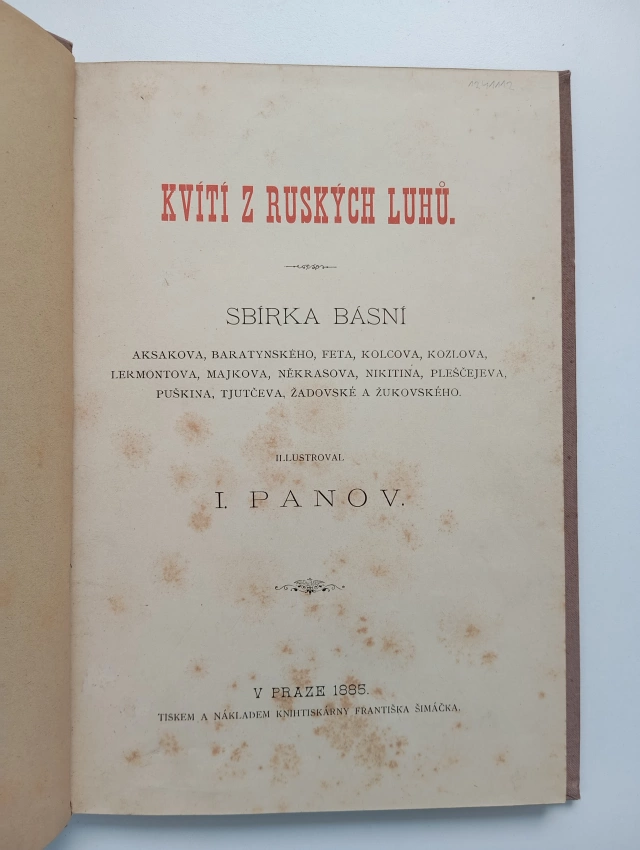 KVÍTÍ Z RUSKÝCH LUHŮ.
SBÍRKA BÁSNÍ
AKSAKOVA, BARATYNSKÉHO, FETA, KOLCOVA, KOZLOVA,
LERMONTOVA, MAJKOVA, NĚKRASOVA, NIKITINA, PLEŠČEJEVA,
PUŠKINA, TJUTČEVA, ŽADOVSKÉ A ŽUKOVSKÉHO.
ILLUSTROVAL
I. PANOV.
V PRAZE 1885.
TISKEM A NÁKLADEM KNIHTISKÁRNY FRANTIŠKA ŠIMÁČKA.